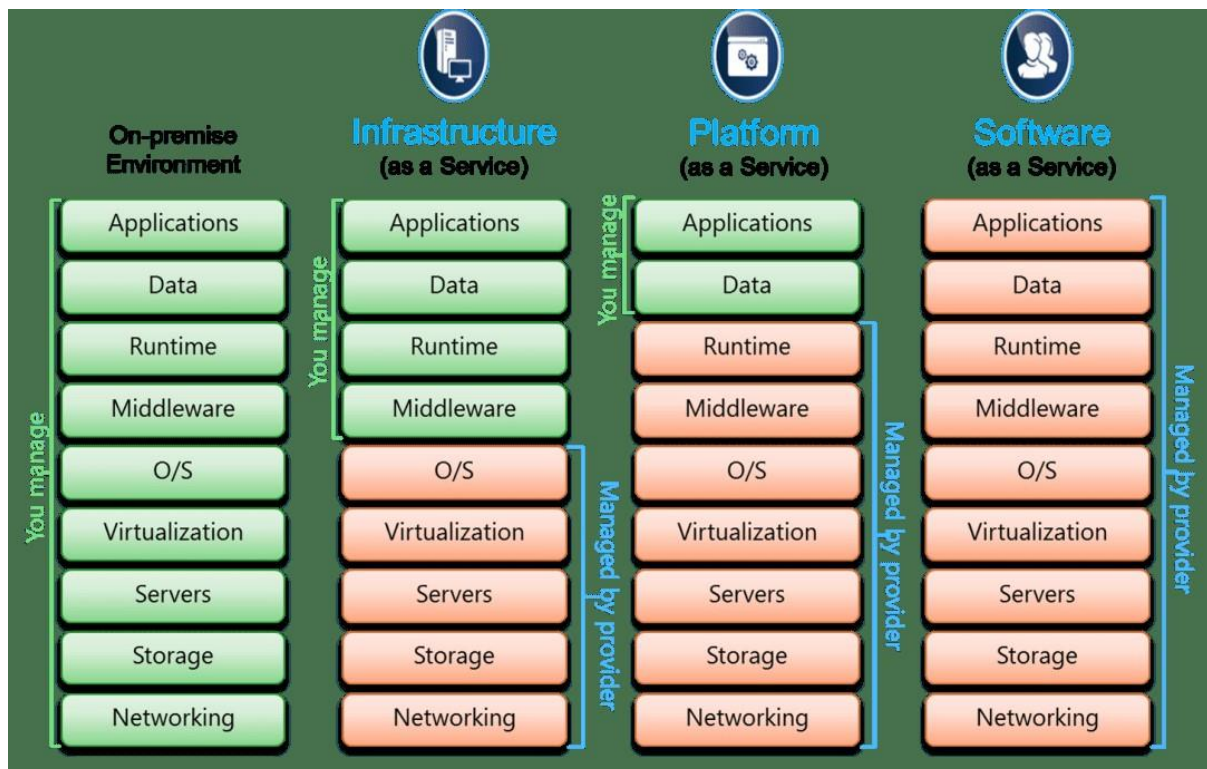 On-premise
Environment
You manage
Applications
Data
Runtime
Middleware
O/S
Virtualization
Servers
Storage
Networking
Infrastructure
(as a Service)
You manage
Applications
Data
Runtime
Middleware
O/S
Virtualization
Servers
Storage
Networking
Managed by provider
Platform
(as a Service)
You manage
Applications
Data
Runtime
Middleware
O/S
Virtualization
Servers
Storage
Networking
Managed by provider
Software
(as a Service)
Applications
Data
Runtime
Middleware
O/S
Virtualization
Servers
Storage
Networking
Managed by provider